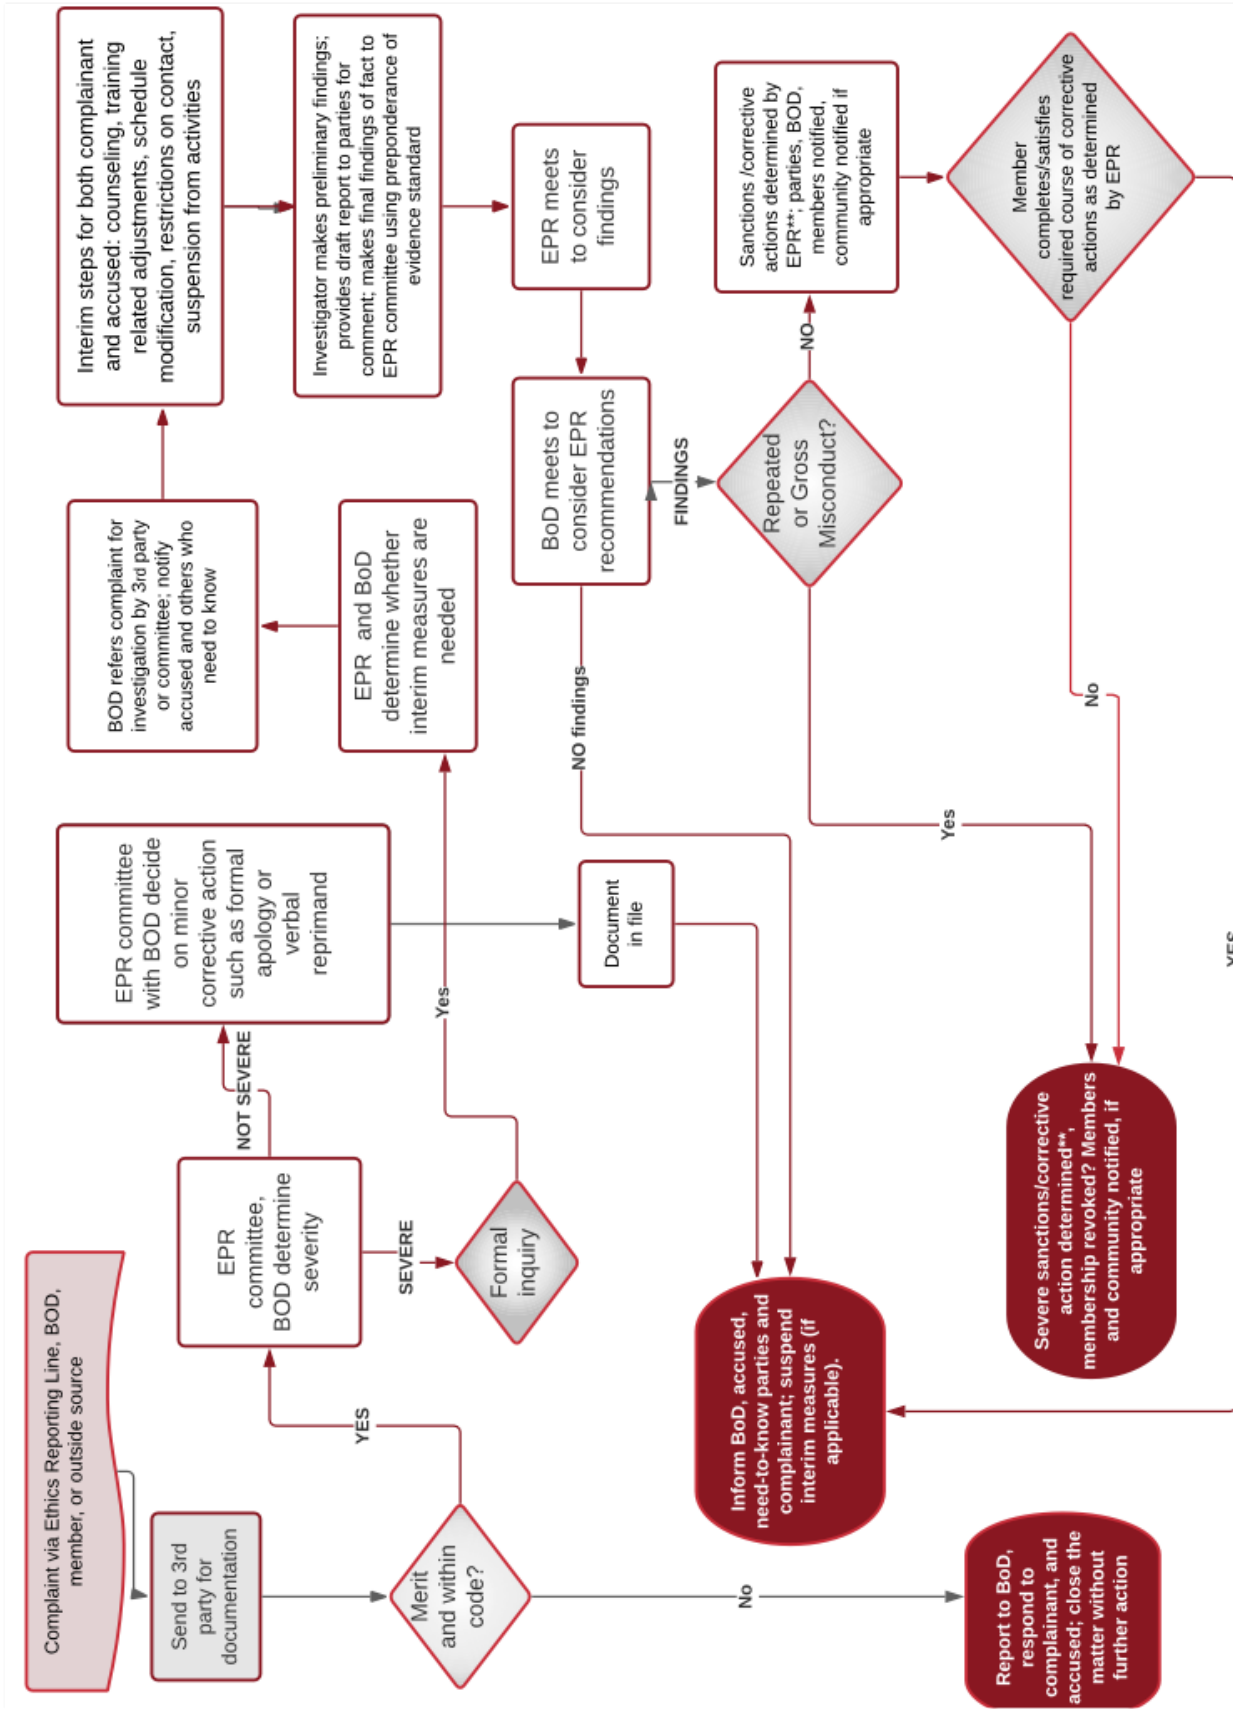 Complaint via Ethics Reporting Line, BOD,
member, or outside source
Send to 3rd
party for
documentation
Merit
and within
code?
YES
No
Report to BoD,
respond to
complainant, and
accused; close the
matter without
further action
EPR
committee,
BOD determine
severity
NOT SEVERE
SEVERE
EPR committee
with BOD decide
on minor
corrective action
such as formal
apology or
verbal
reprimand
Document
in file
Formal
inquiry
Yes
EPR and BoD
determine whether
interim measures are
needed
BOD refers complaint for
investigation by 3rd party
or committee; notify
accused and others who
need to know
Interim steps for both complainant
and accused: counseling, training
related adjustments, schedule
modification, restrictions on contact,
suspension from activities
Investigator makes preliminary findings;
provides draft report to parties for
comment; makes final findings of fact to
EPR committee using preponderance of
evidence standard
EPR meets
to consider
findings
BoD meets to
consider EPR
recommendations
NO findings
FINDINGS
Inform BoD, accused,
need-to-know parties and
complainant; suspend
interim measures (if
applicable).
Repeated
or Gross
Misconduct?
NO
Yes
Sanctions /corrective
actions determined by
EPR**; parties, BOD,
members notified,
community notified if
appropriate
Member
completes/satisfies
required course of corrective
actions as determined
by EPR
No
YES
Severe sanctions/corrective
action determined**,
membership revoked? Members
and community notified, if
appropriate